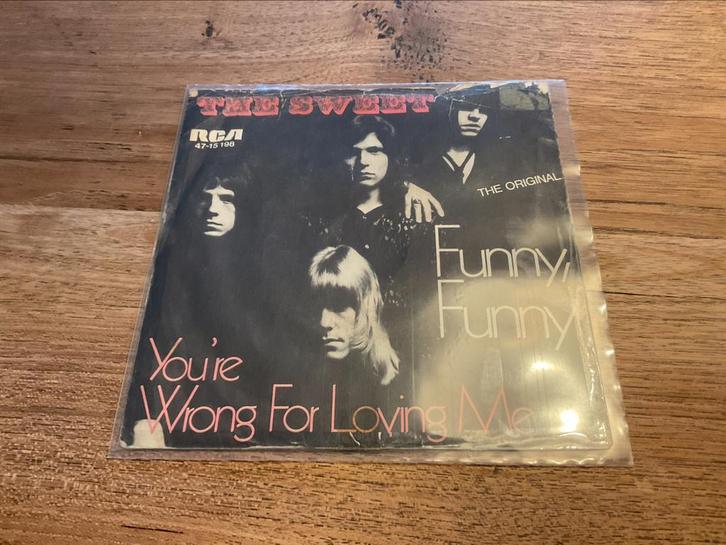 THE SWEET
RCA
47-15 198
THE ORIGINAL
Funny,
Funny
You're
Wrong For Loving Me